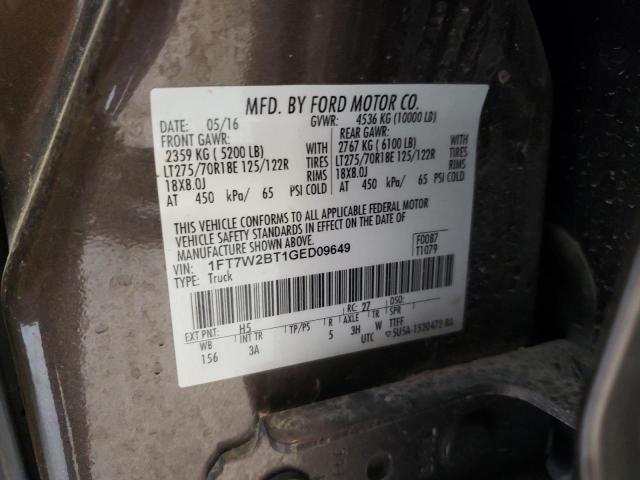 MFD. BY FORD MOTOR CO.
DATE: 05/16 GVWR: 4536 KG (10000 LD)
FRONT GAWR: REAR GAWR:
2359 KG ( 5200 LB) 2767 KG ( 6100 LB)
LT275/70R18E 125/122R TIRES LT275/70R18E 125/122R TIRES
18X8.0J RIMS 18X8.0J RIMS
AT 450 kPa/ 65 PSI COLD AT 450 kPa/ 65 PSI COLD
THIS VEHICLE CONFORMS TO ALL APPLICABLE FEDERAL MOTOR
VEHICLE SAFETY STANDARDS IN EFFECT ON THE DATE OF
MANUFACTURE SHOWN ABOVE.
VIN: 1FT7W2BT1GED09649 F0087
TYPE: Truck T1079
EXT PNT: H5 RC: 27 DSO:
WB INT TR TP/PS R AXLE TR SPR
156 3A 5 3H W TTFF
UTC 5U5A-1520472-BA